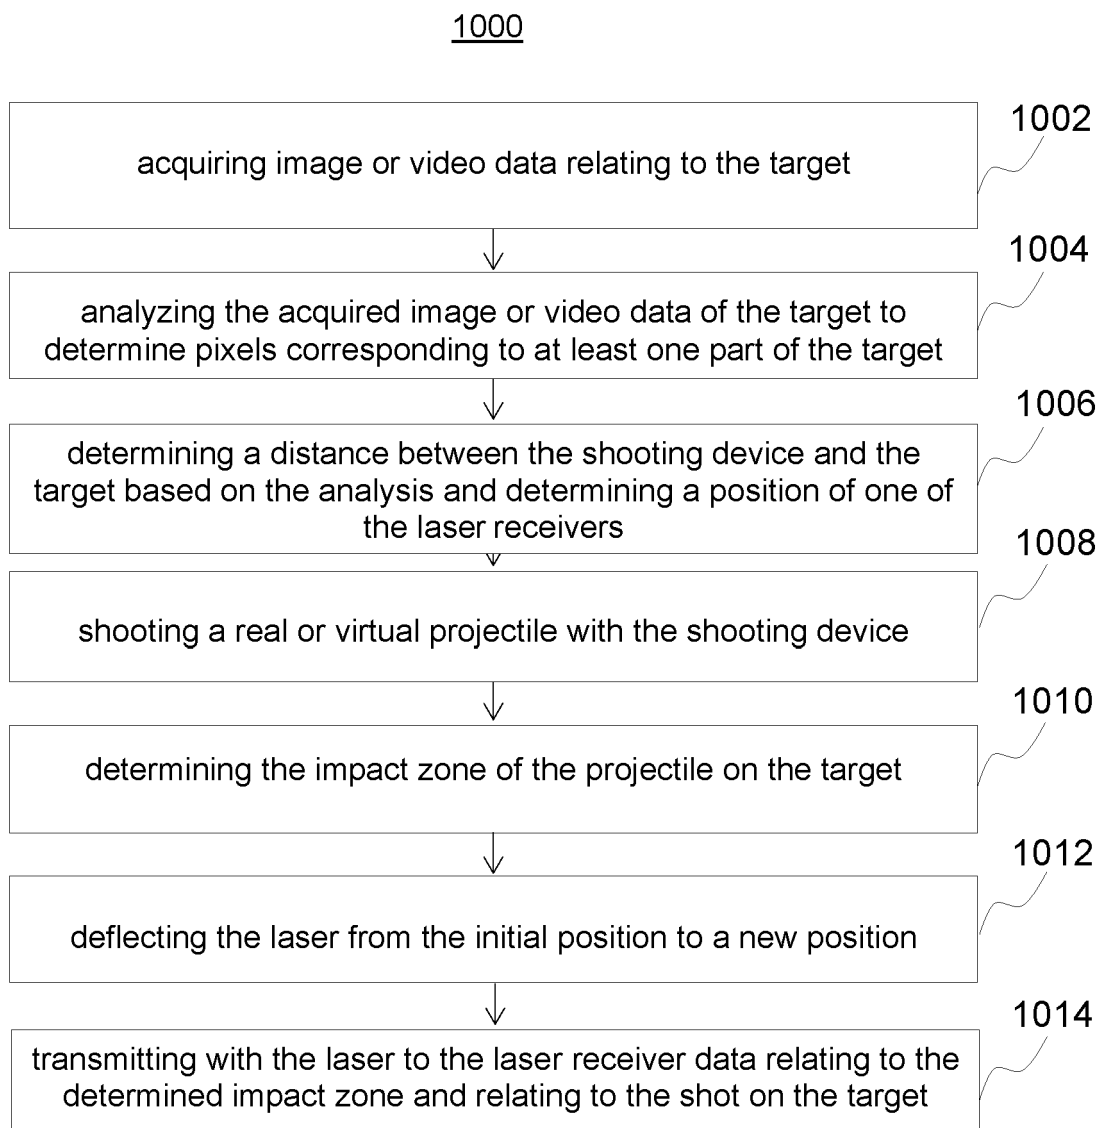 1000
1002
acquiring image or video data relating to the target
1004
analyzing the acquired image or video data of the target to
determine pixels corresponding to at least one part of the target
1006
determining a distance between the shooting device and the
target based on the analysis and determining a position of one of
the laser receivers
1008
shooting a real or virtual projectile with the shooting device
1010
determining the impact zone of the projectile on the target
1012
deflecting the laser from the initial position to a new position
1014
transmitting with the laser to the laser receiver data relating to the
determined impact zone and relating to the shot on the target